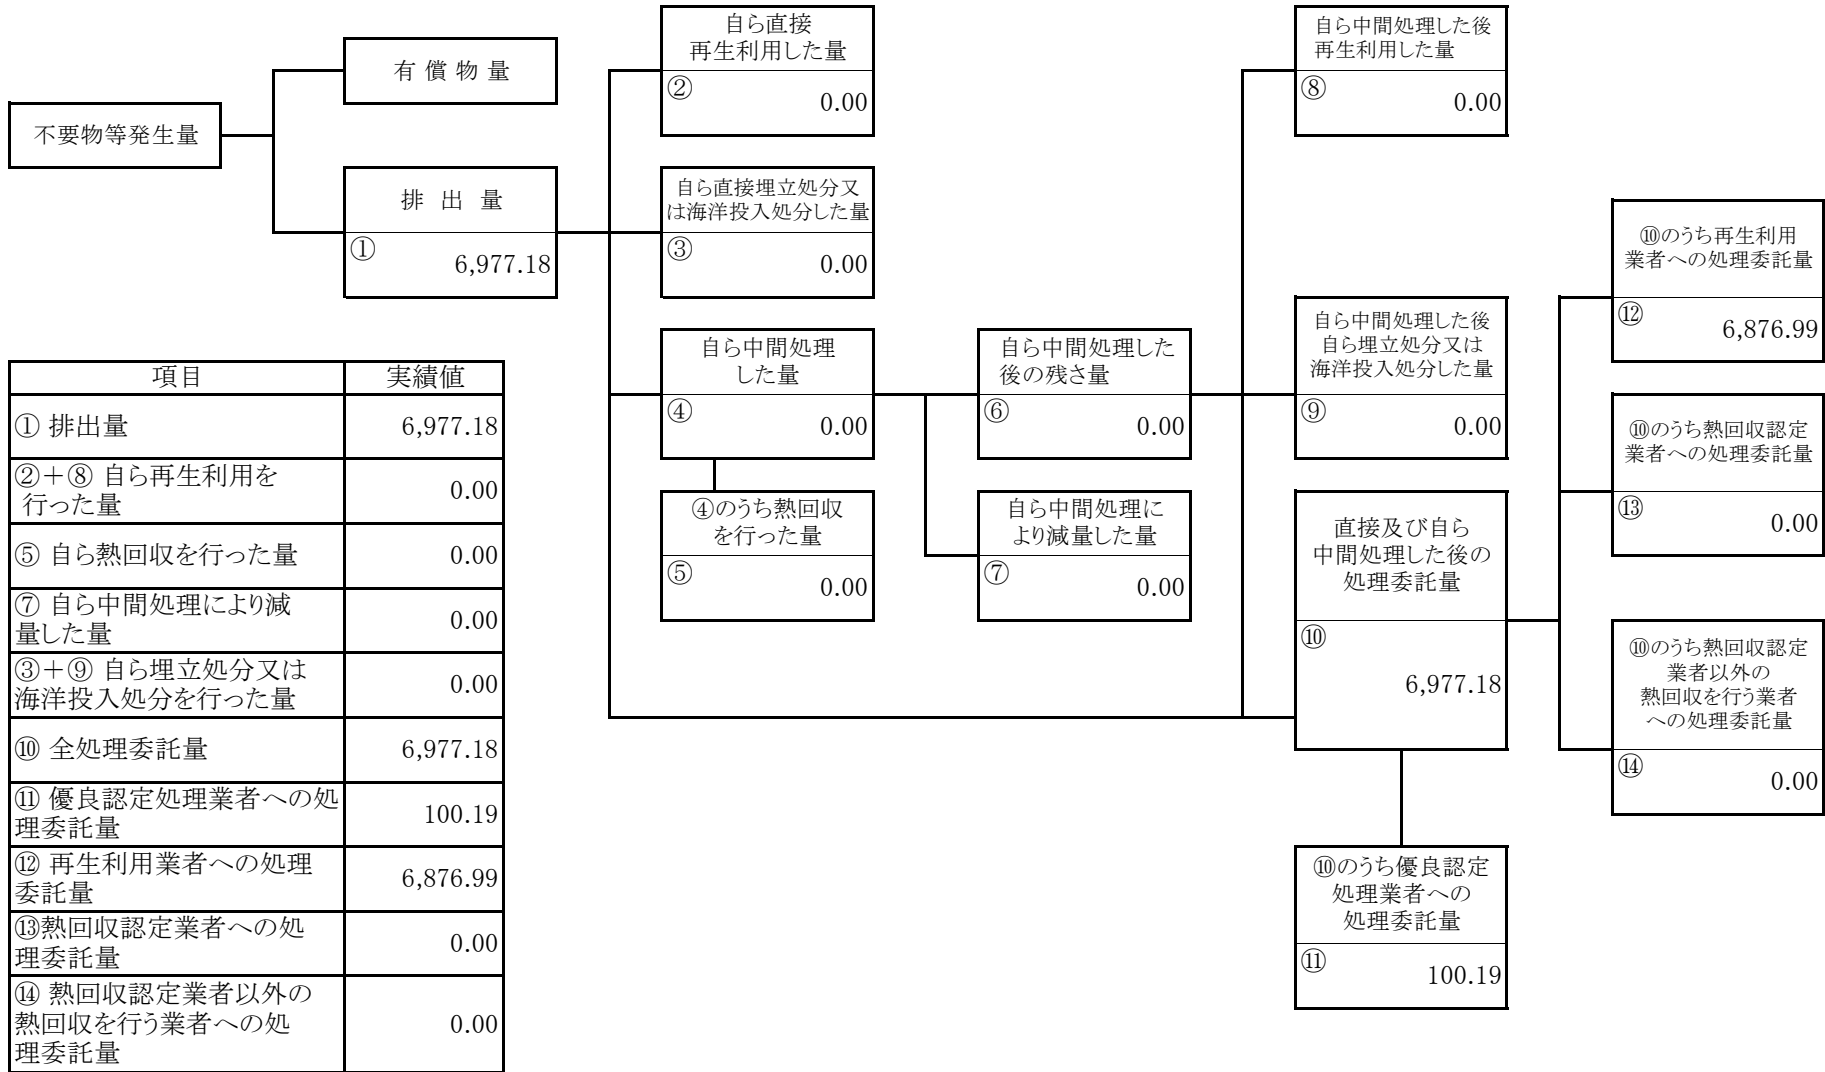 不要物等発生量
有 償 物 量
排 出 量
①
6,977.18
自ら直接
再生利用した量
②
0.00
自ら直接埋立処分又
は海洋投入処分した量
③
0.00
自ら中間処理
した量
④
0.00
④のうち熱回収
を行った量
⑤
0.00
自ら中間処理した
後の残さ量
⑥
0.00
自ら中間処理に
より減量した量
⑦
0.00
自ら中間処理した後
再生利用した量
⑧
0.00
自ら中間処理した後
自ら埋立処分又は
海洋投入処分した量
⑨
0.00
直接及び自ら
中間処理した後の
処理委託量
⑩
6,977.18
⑩のうち優良認定
処理業者への
処理委託量
⑪
100.19
⑩のうち再生利用
業者への処理委託量
⑫
6,876.99
⑩のうち熱回収認定
業者への処理委託量
⑬
0.00
⑩のうち熱回収認定
業者以外の
熱回収を行う業者
への処理委託量
⑭
0.00
項目 実績値
① 排出量 6,977.18
②+⑧ 自ら再生利用を
行った量 0.00
⑤ 自ら熱回収を行った量 0.00
⑦ 自ら中間処理により減
量した量 0.00
③+⑨ 自ら埋立処分又は
海洋投入処分を行った量 0.00
⑩ 全処理委託量 6,977.18
⑪ 優良認定処理業者への処
理委託量 100.19
⑫ 再生利用業者への処理
委託量 6,876.99
⑬熱回収認定業者への処
理委託量 0.00
⑭ 熱回収認定業者以外の
熱回収を行う業者への処
理委託量 0.00